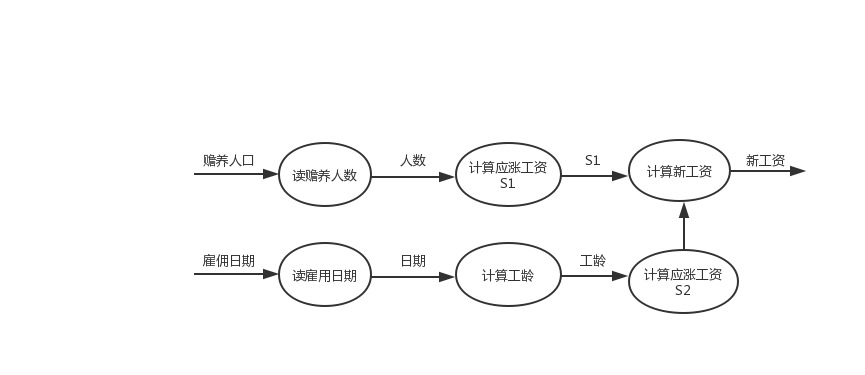 赡养人口
读赡养人数
人数
计算应涨工资
S1
S1
计算新工资
新工资
雇佣日期
读雇用日期
日期
计算工龄
工龄
计算应涨工资
S2